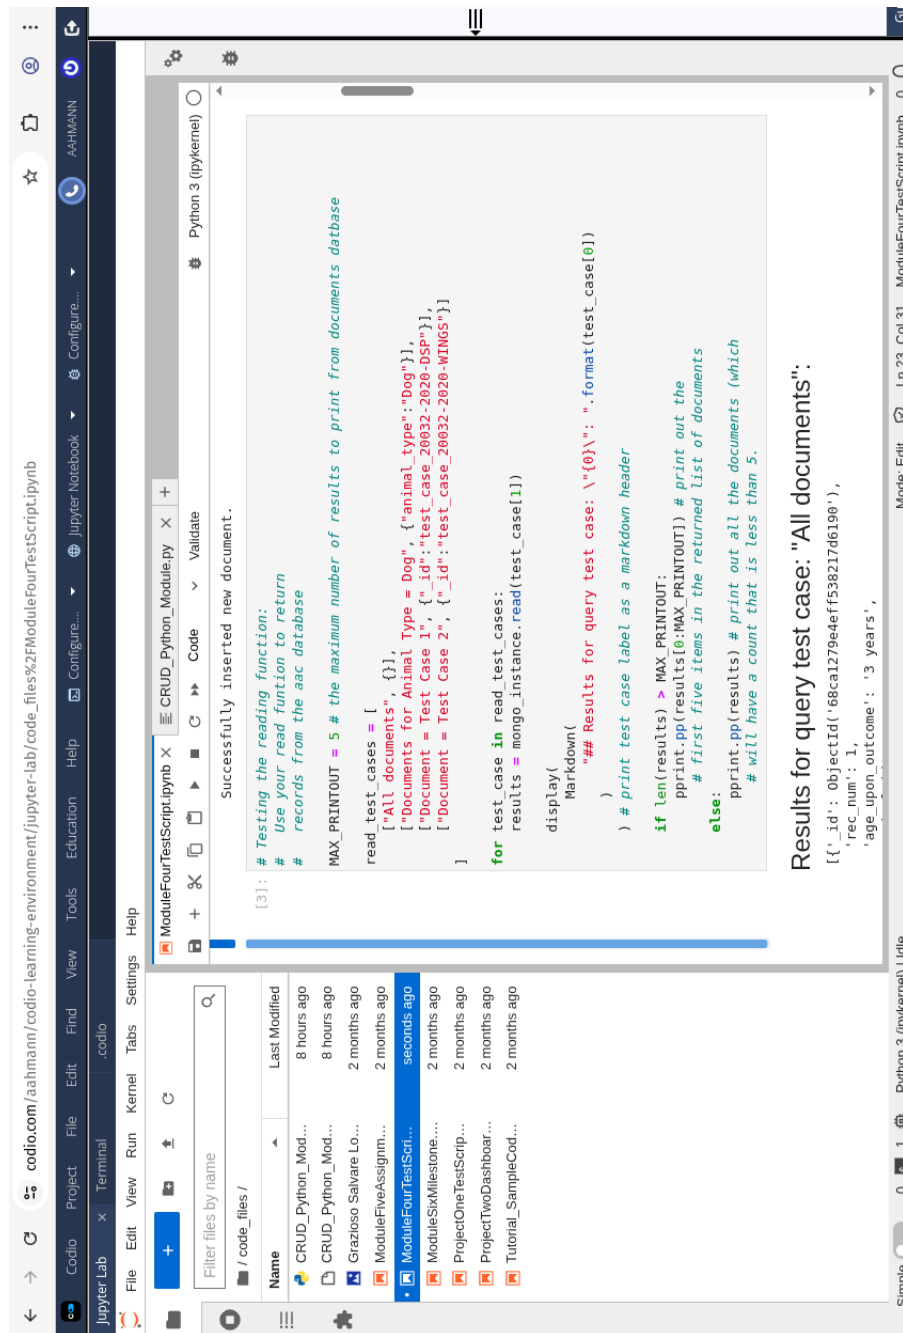 codio.com/aahmann/codio-learning-environment/jupyter-lab/code_files%2FModuleFourTestScript.ipynb
Codio Project File Edit Find View Tools Education Help Configure.... Jupyter Notebook Configure.... AAHMANN
Jupyter Lab × Terminal .codio
File Edit View Run Kernel Tabs Settings Help
+
Filter files by name
/ code_files /
Name Last Modified
CRUD_Python_Mod... 8 hours ago
CRUD_Python_Mod... 8 hours ago
Grazioso Salvare Lo... 2 months ago
ModuleFiveAssignm... 2 months ago
ModuleFourTestScri... seconds ago
ModuleSixMilestone.... 2 months ago
ProjectOneTestScrip... 2 months ago
ProjectTwoDashboar... 2 months ago
Tutorial_SampleCod... 2 months ago
ModuleFourTestScript.ipynb × CRUD_Python_Module.py × +
Code Validate Python 3 (ipykernel)
Successfully inserted new document.
[3]: # Testing the reading function:
#   Use your read funtion to return
#   records from the aac database
MAX_PRINTOUT = 5 # the maximum number of results to print from documents datbase
read_test_cases = [
["All documents", {}],
["Documents for Animal Type = Dog", {"animal_type":"Dog"}],
["Document = Test Case 1", {"_id":"test_case_20032-2020-DSP"}],
["Document = Test Case 2", {"_id":"test_case_20032-2020-WINGS"}]
]
for test_case in read_test_cases:
results = mongo_instance.read(test_case[1])
display(
Markdown(
"## Results for query test case: \"{0}\": ".format(test_case[0])
)
) # print test case label as a markdown header
if len(results) > MAX_PRINTOUT:
pprint.pp(results[0:MAX_PRINTOUT]) # print out the
# first five items in the returned list of documents
else:
pprint.pp(results) # print out all the documents (which
# will have a count that is less than 5.
Results for query test case: "All documents":
[{'_id': ObjectId('68ca1279e4eff538217d6190'),
'rec_num': 1,
'age_upon_outcome': '3 years',
Simple 0 1 Python 3 (ipykernel) | Idle Mode: Edit Ln 23, Col 31 ModuleFourTestScript.ipynb 0